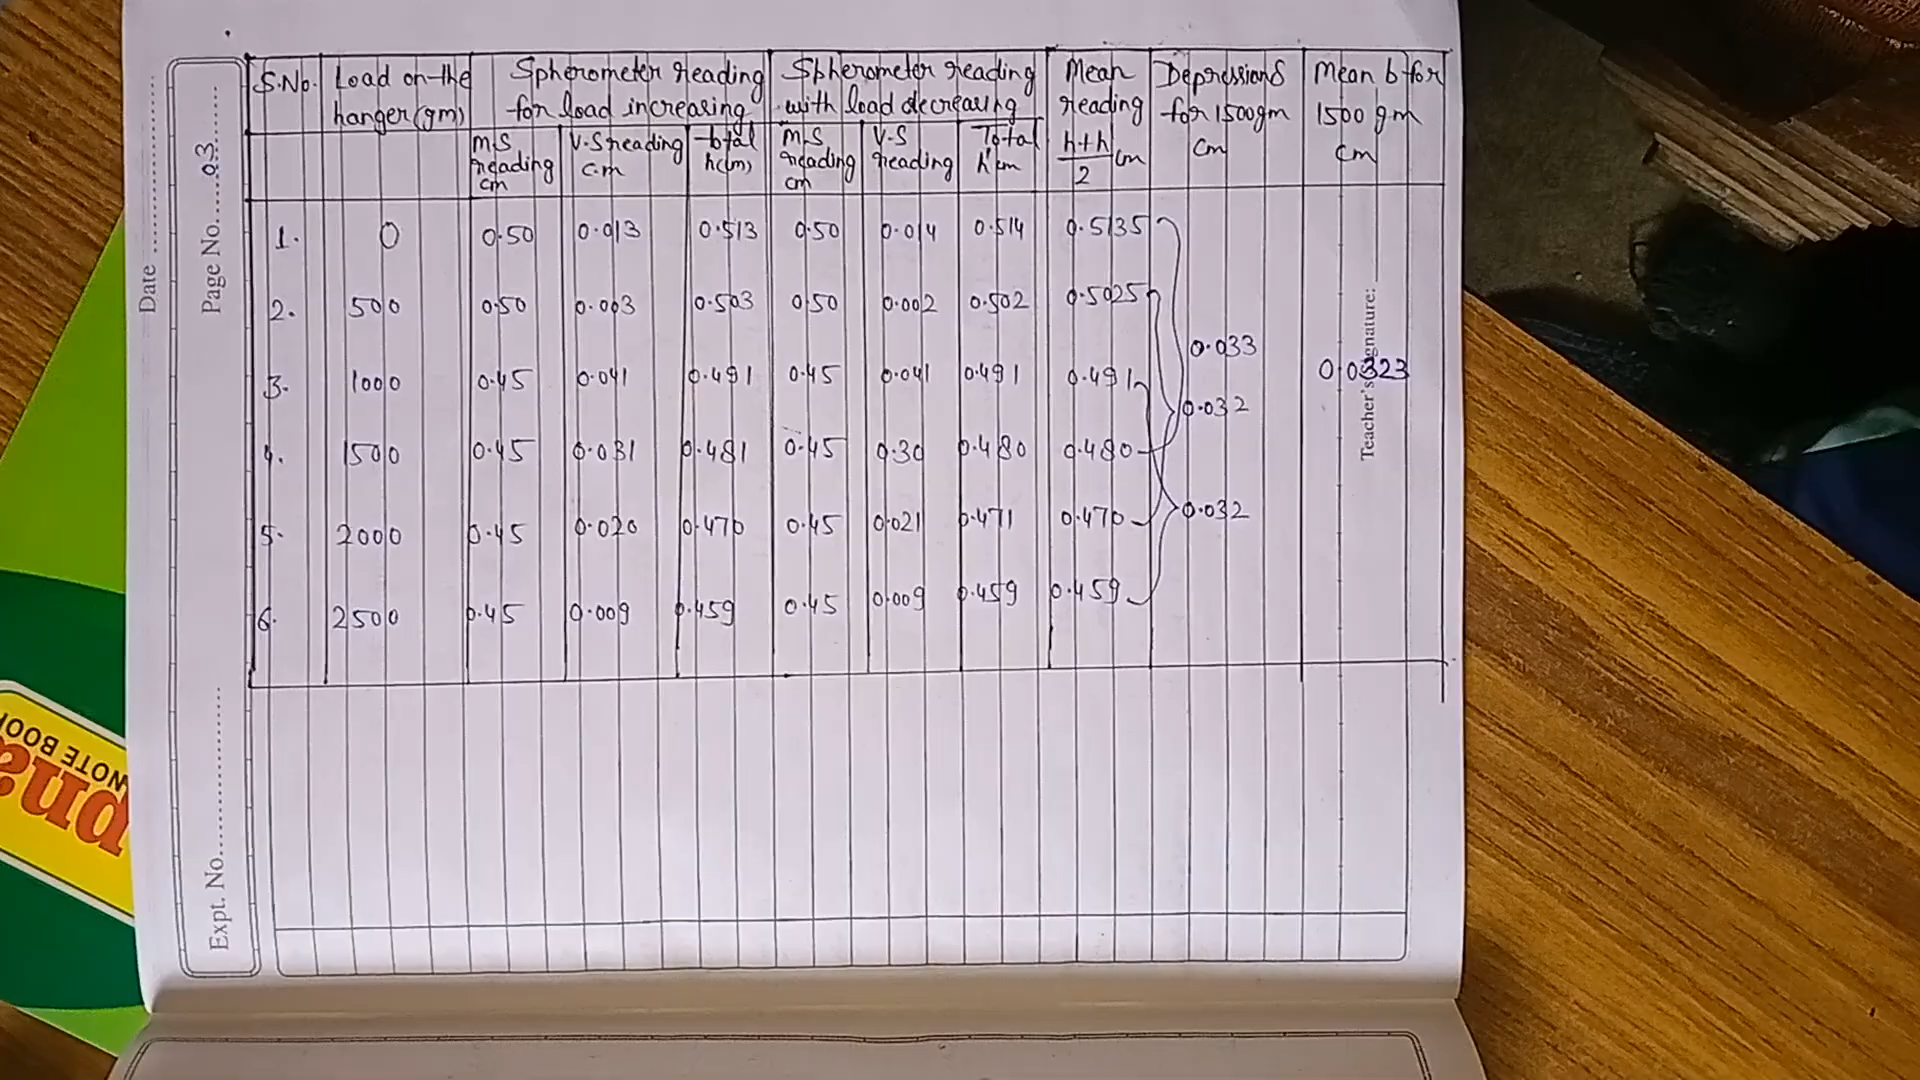 S.No. Load on the hanger (gm) Spherometer reading for load increasing Spherometer reading with load decreasing Mean reading h+h/2 cm Depressions for 1500gm cm Mean b for 1500 gm cm
M.S reading cm V.S reading c.m total h(cm) M.S reading cm V.S reading Total h' cm
1. 0 0.50 0.013 0.513 0.50 0.014 0.514 0.5135
2. 500 0.50 0.003 0.503 0.50 0.002 0.502 0.5025
0.033
3. 1000 0.45 0.041 0.491 0.45 0.041 0.491 0.491 0.0323
0.032
4. 1500 0.45 0.031 0.481 0.45 0.30 0.480 0.480
5. 2000 0.45 0.020 0.470 0.45 0.021 0.471 0.470 0.032
6. 2500 0.45 0.009 0.459 0.45 0.009 0.459 0.459
Date
Page No. 03
Expt. No.
Teacher's Signature:
NOTE BOO